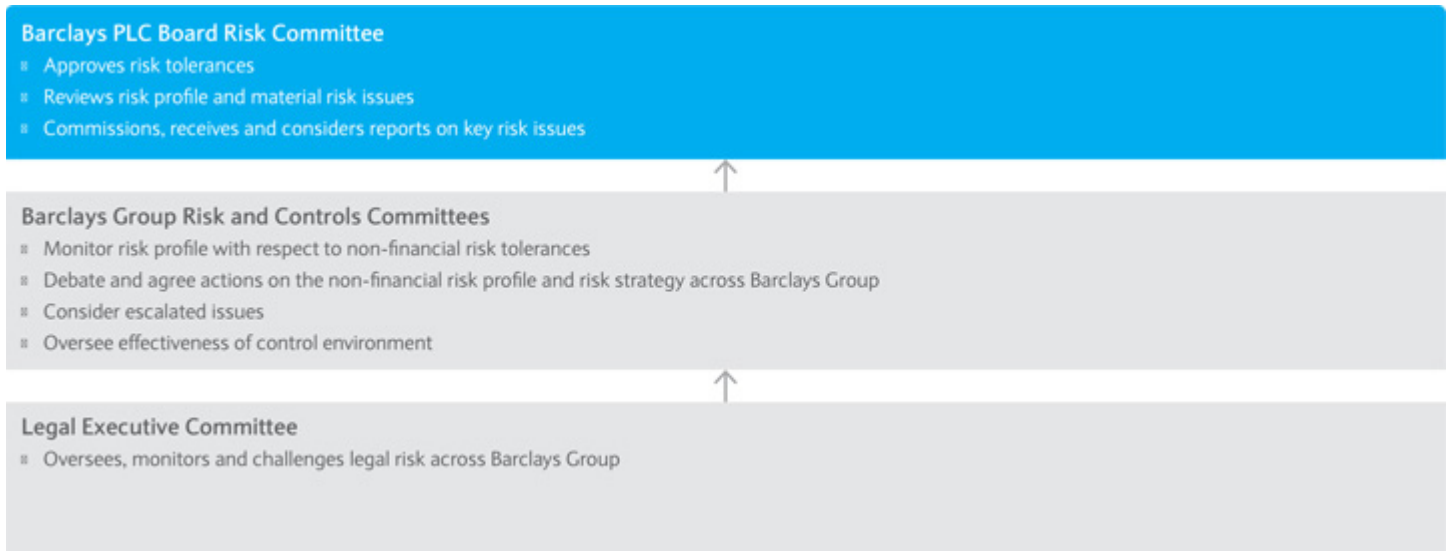 Barclays PLC Board Risk Committee
Approves risk tolerances
Reviews risk profile and material risk issues
Commissions, receives and considers reports on key risk issues
Barclays Group Risk and Controls Committees
Monitor risk profile with respect to non-financial risk tolerances
Debate and agree actions on the non-financial risk profile and risk strategy across Barclays Group
Consider escalated issues
Oversee effectiveness of control environment
Legal Executive Committee
Oversees, monitors and challenges legal risk across Barclays Group